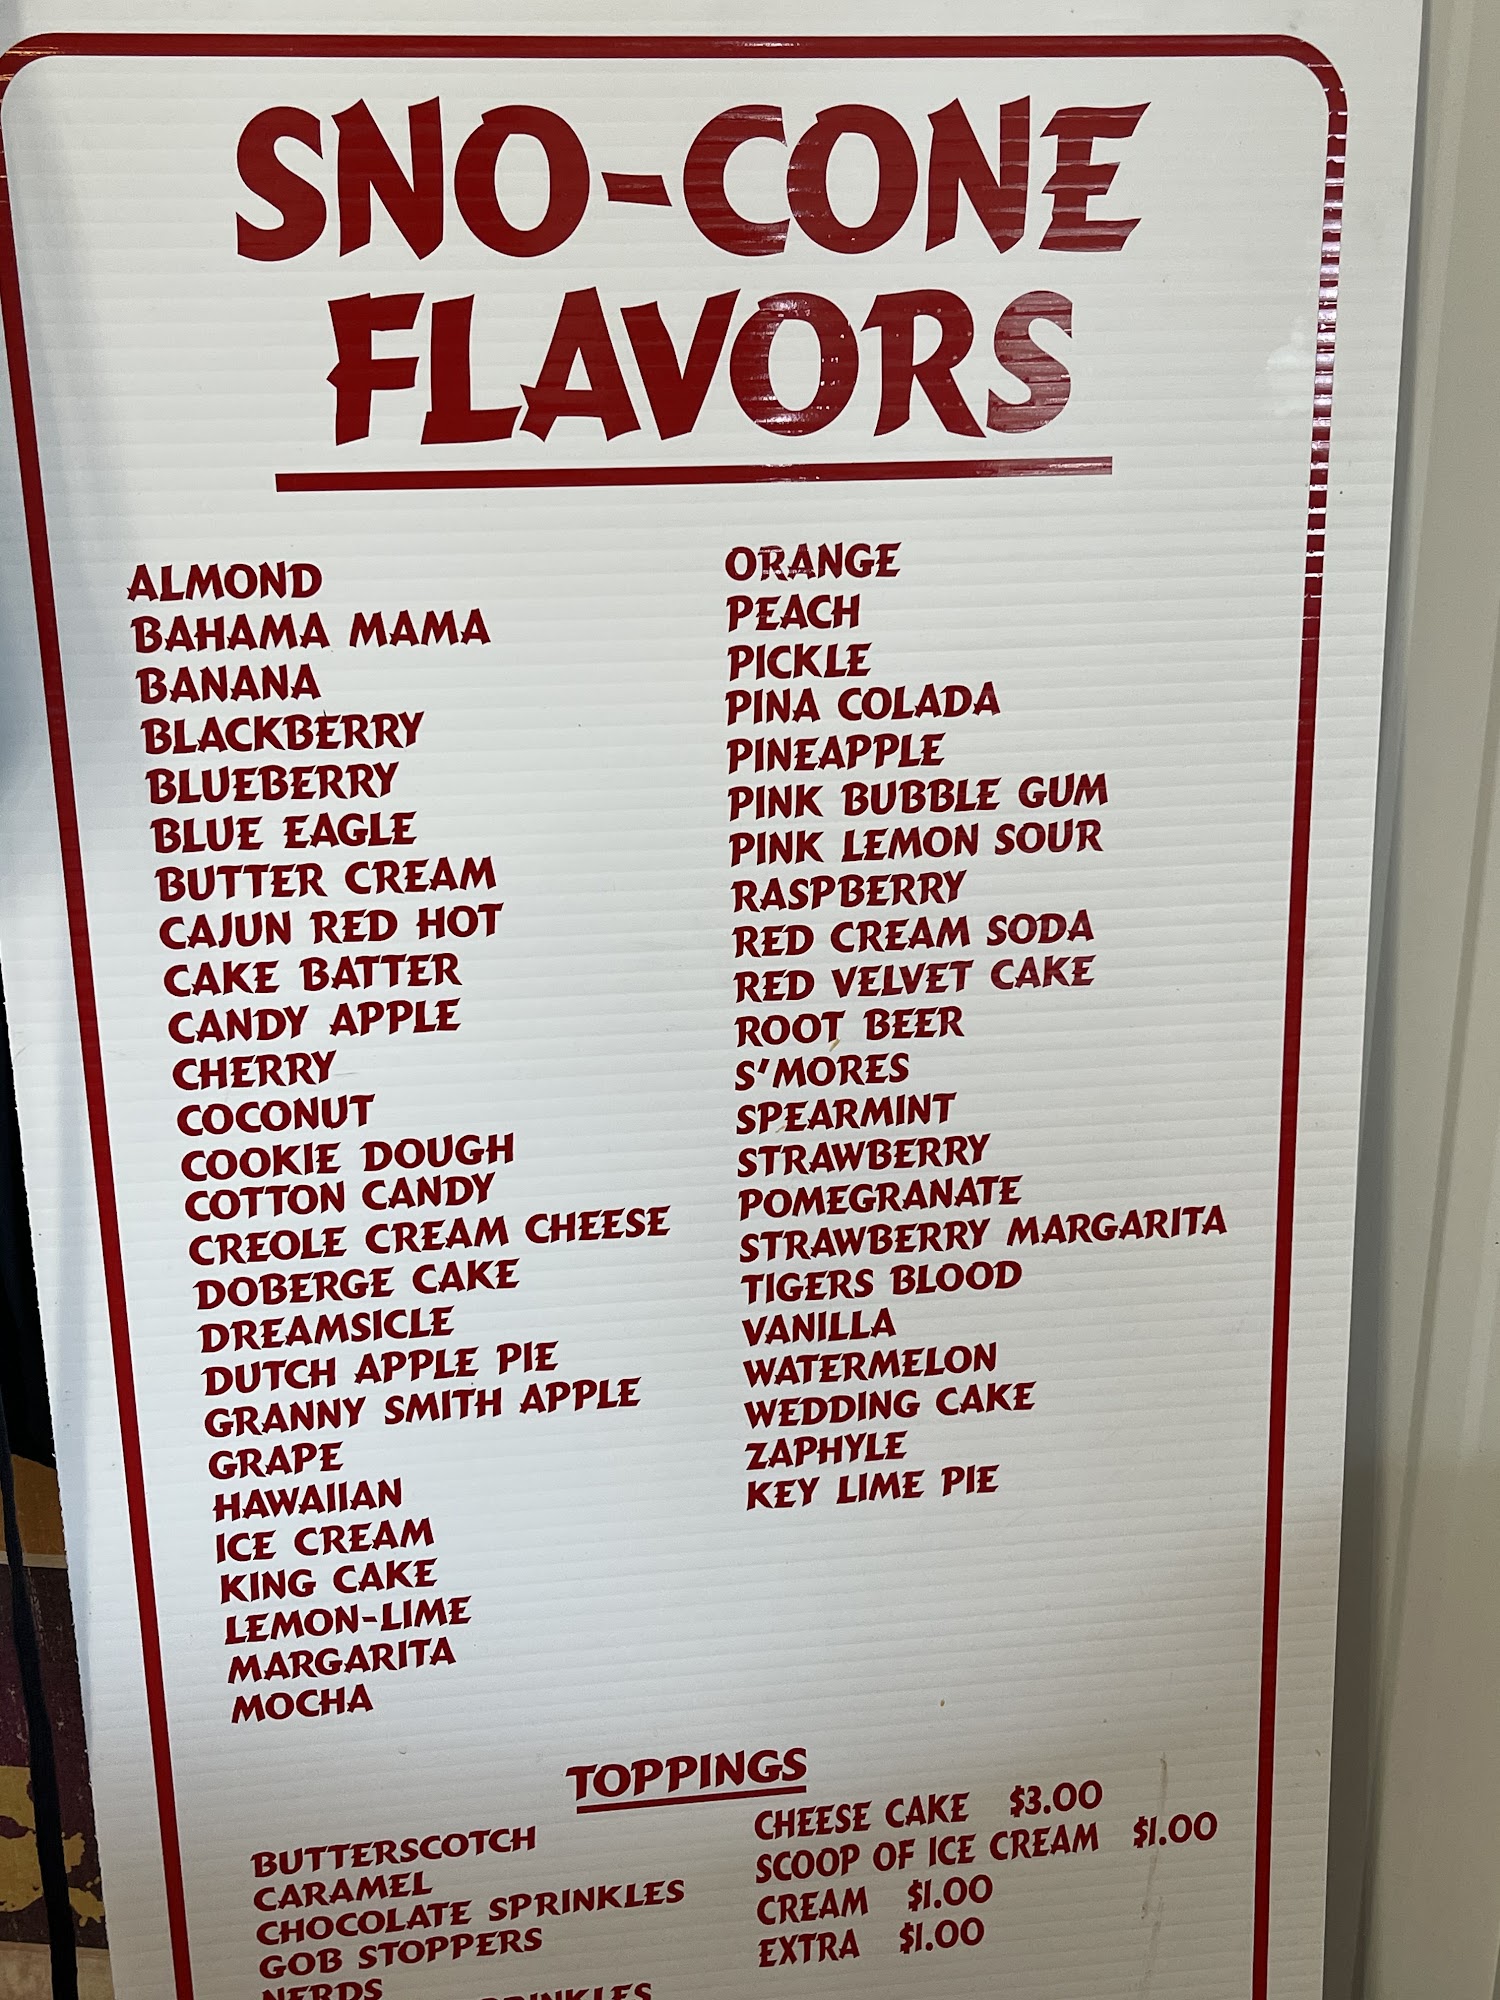 SNO-CONE
FLAVORS
ALMOND
BAHAMA MAMA
BANANA
BLACKBERRY
BLUEBERRY
BLUE EAGLE
BUTTER CREAM
CAJUN RED HOT
CAKE BATTER
CANDY APPLE
CHERRY
COCONUT
COOKIE DOUGH
COTTON CANDY
CREOLE CREAM CHEESE
DOBERGE CAKE
DREAMSICLE
DUTCH APPLE PIE
GRANNY SMITH APPLE
GRAPE
HAWAIIAN
ICE CREAM
KING CAKE
LEMON-LIME
MARGARITA
MOCHA
ORANGE
PEACH
PICKLE
PINA COLADA
PINEAPPLE
PINK BUBBLE GUM
PINK LEMON SOUR
RASPBERRY
RED CREAM SODA
RED VELVET CAKE
ROOT BEER
S'MORES
SPEARMINT
STRAWBERRY
POMEGRANATE
STRAWBERRY MARGARITA
TIGERS BLOOD
VANILLA
WATERMELON
WEDDING CAKE
ZAPHYLE
KEY LIME PIE
TOPPINGS
BUTTERSCOTCH
CARAMEL
CHOCOLATE SPRINKLES
GOB STOPPERS
NERDS
CHEESE CAKE $3.00
SCOOP OF ICE CREAM $1.00
CREAM $1.00
EXTRA $1.00